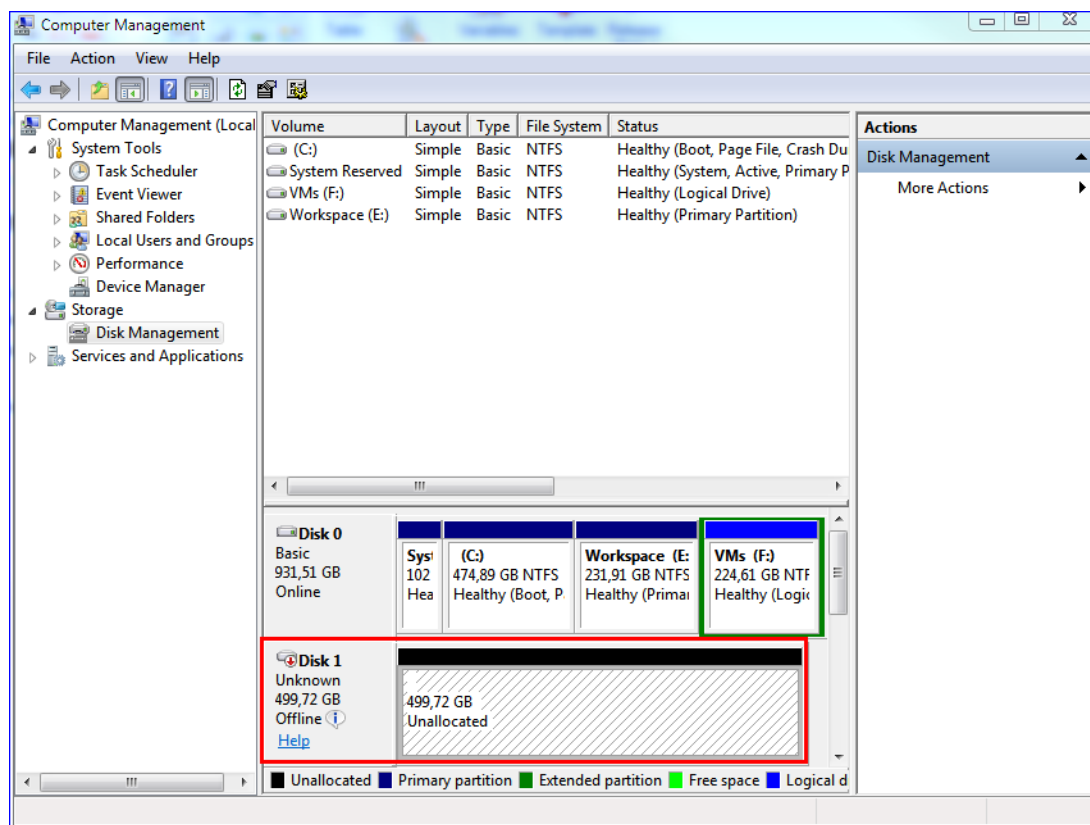 Computer Management
File Action View Help
Computer Management (Local
System Tools
Task Scheduler
Event Viewer
Shared Folders
Local Users and Groups
Performance
Device Manager
Storage
Disk Management
Services and Applications
Volume Layout Type File System Status
(C:) Simple Basic NTFS Healthy (Boot, Page File, Crash Du
System Reserved Simple Basic NTFS Healthy (System, Active, Primary P
VMs (F:) Simple Basic NTFS Healthy (Logical Drive)
Workspace (E:) Simple Basic NTFS Healthy (Primary Partition)
Disk 0
Basic
931,51 GB
Online
Syst
102
Hea
(C:)
474,89 GB NTFS
Healthy (Boot, P
Workspace (E:
231,91 GB NTFS
Healthy (Primar
VMs (F:)
224,61 GB NTF
Healthy (Logic
Disk 1
Unknown
499,72 GB
Offline
Help
499,72 GB
Unallocated
Unallocated Primary partition Extended partition Free space Logical d
Actions
Disk Management
More Actions